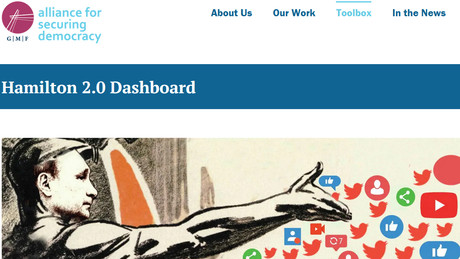 alliance for
securing
democracy
G|M|F
About Us
Our Work
Toolbox
In the News
Hamilton 2.0 Dashboard
7